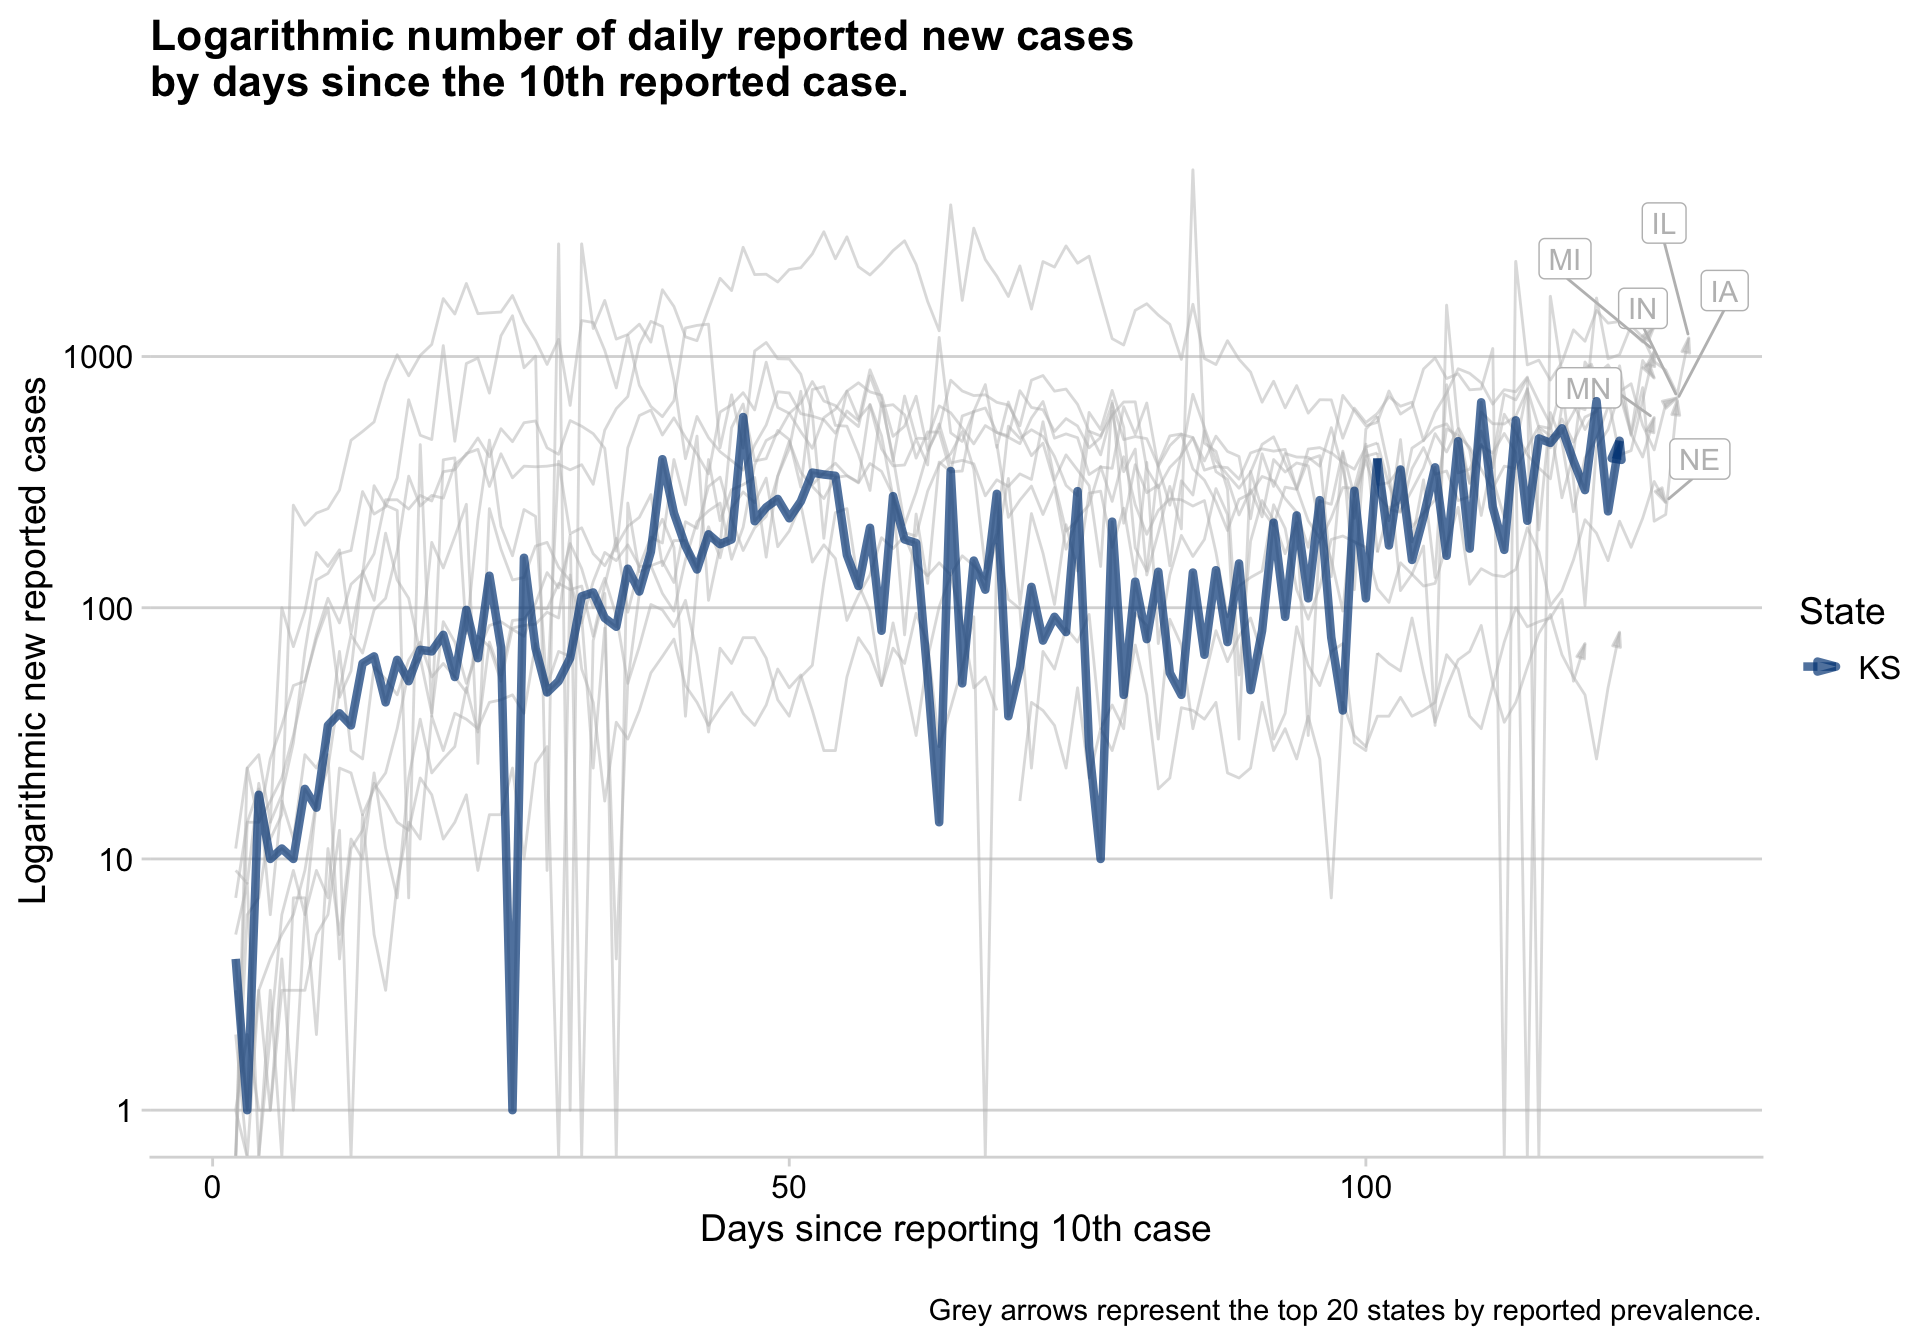 Logarithmic number of daily reported new cases
by days since the 10th reported case.
Logarithmic new reported cases
1000
100
10
1
IL
MI
IA
IN
MN
NE
State
KS
0
50
100
Days since reporting 10th case
Grey arrows represent the top 20 states by reported prevalence.